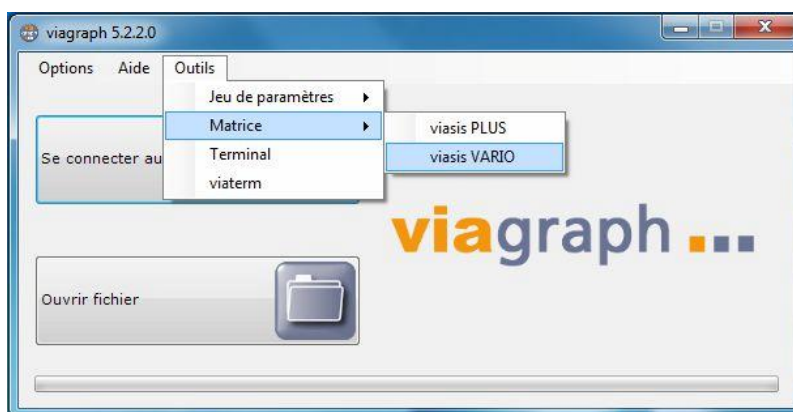 viagraph 5.2.2.0
Options Aide Outils
Jeu de paramètres
Matrice
viasis PLUS
Se connecter au
Terminal
viasis VARIO
viaterm
viagraph ...
Ouvrir fichier